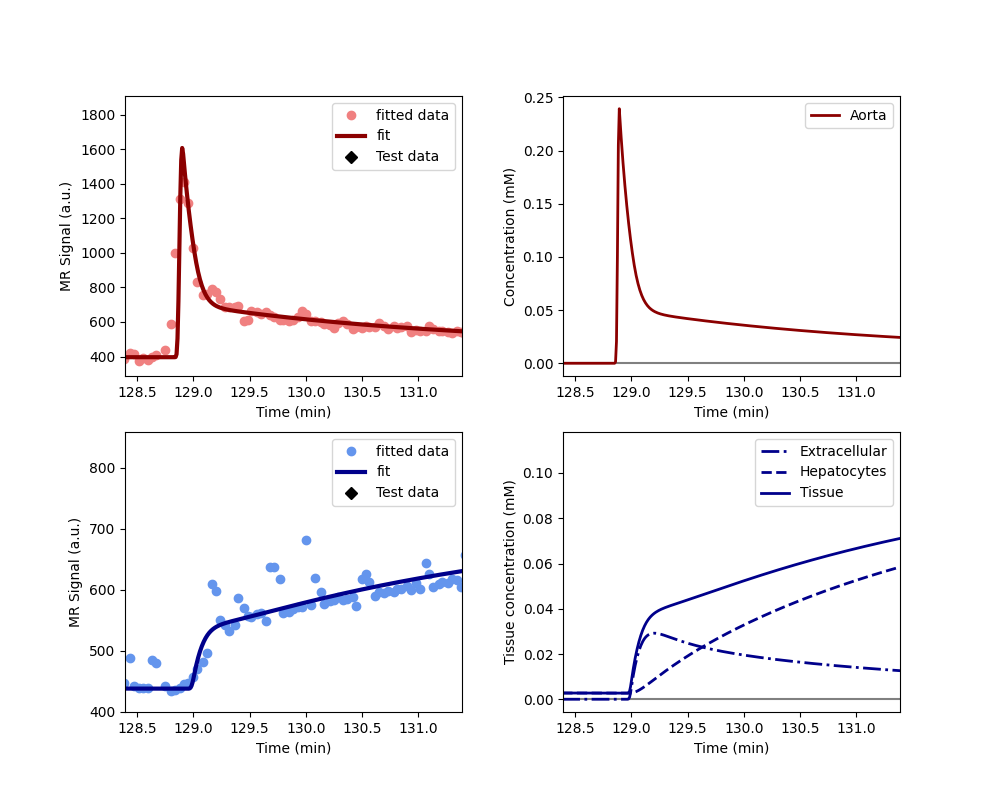 1800
1600
1400
1200
1000
800
600
400
MR Signal (a.u.)
128.5 129.0 129.5 130.0 130.5 131.0
Time (min)
fitted data
fit
Test data
0.25
0.20
0.15
0.10
0.05
0.00
Concentration (mM)
128.5 129.0 129.5 130.0 130.5 131.0
Time (min)
Aorta
800
700
600
500
400
MR Signal (a.u.)
128.5 129.0 129.5 130.0 130.5 131.0
Time (min)
fitted data
fit
Test data
0.10
0.08
0.06
0.04
0.02
0.00
Tissue concentration (mM)
128.5 129.0 129.5 130.0 130.5 131.0
Time (min)
Extracellular
Hepatocytes
Tissue